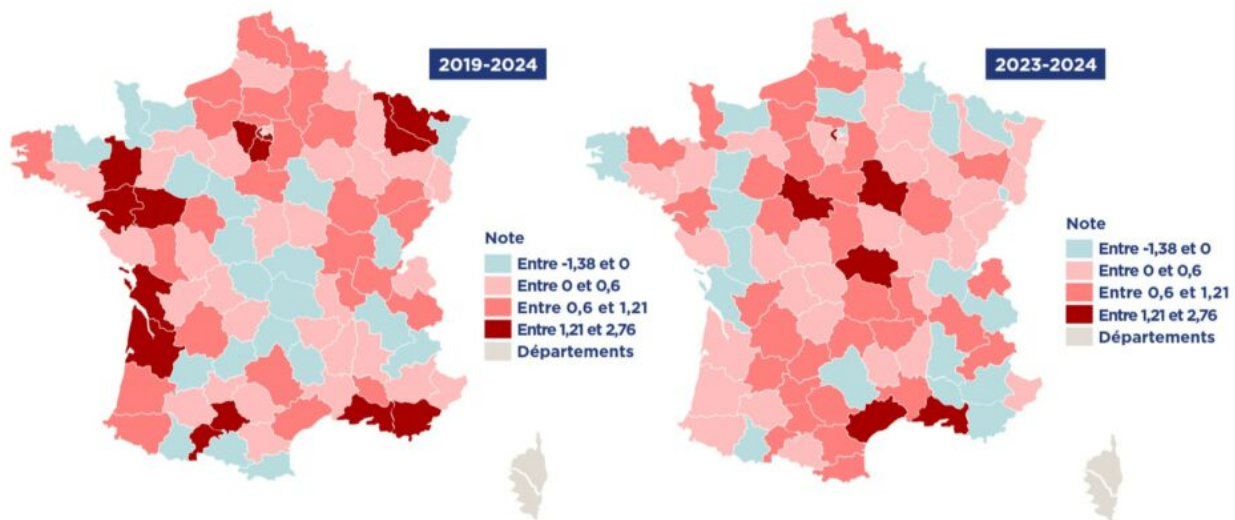 2019-2024
Note
Entre -1,38 et 0
Entre 0 et 0,6
Entre 0,6 et 1,21
Entre 1,21 et 2,76
Départements
2023-2024
Note
Entre -1,38 et 0
Entre 0 et 0,6
Entre 0,6 et 1,21
Entre 1,21 et 2,76
Départements